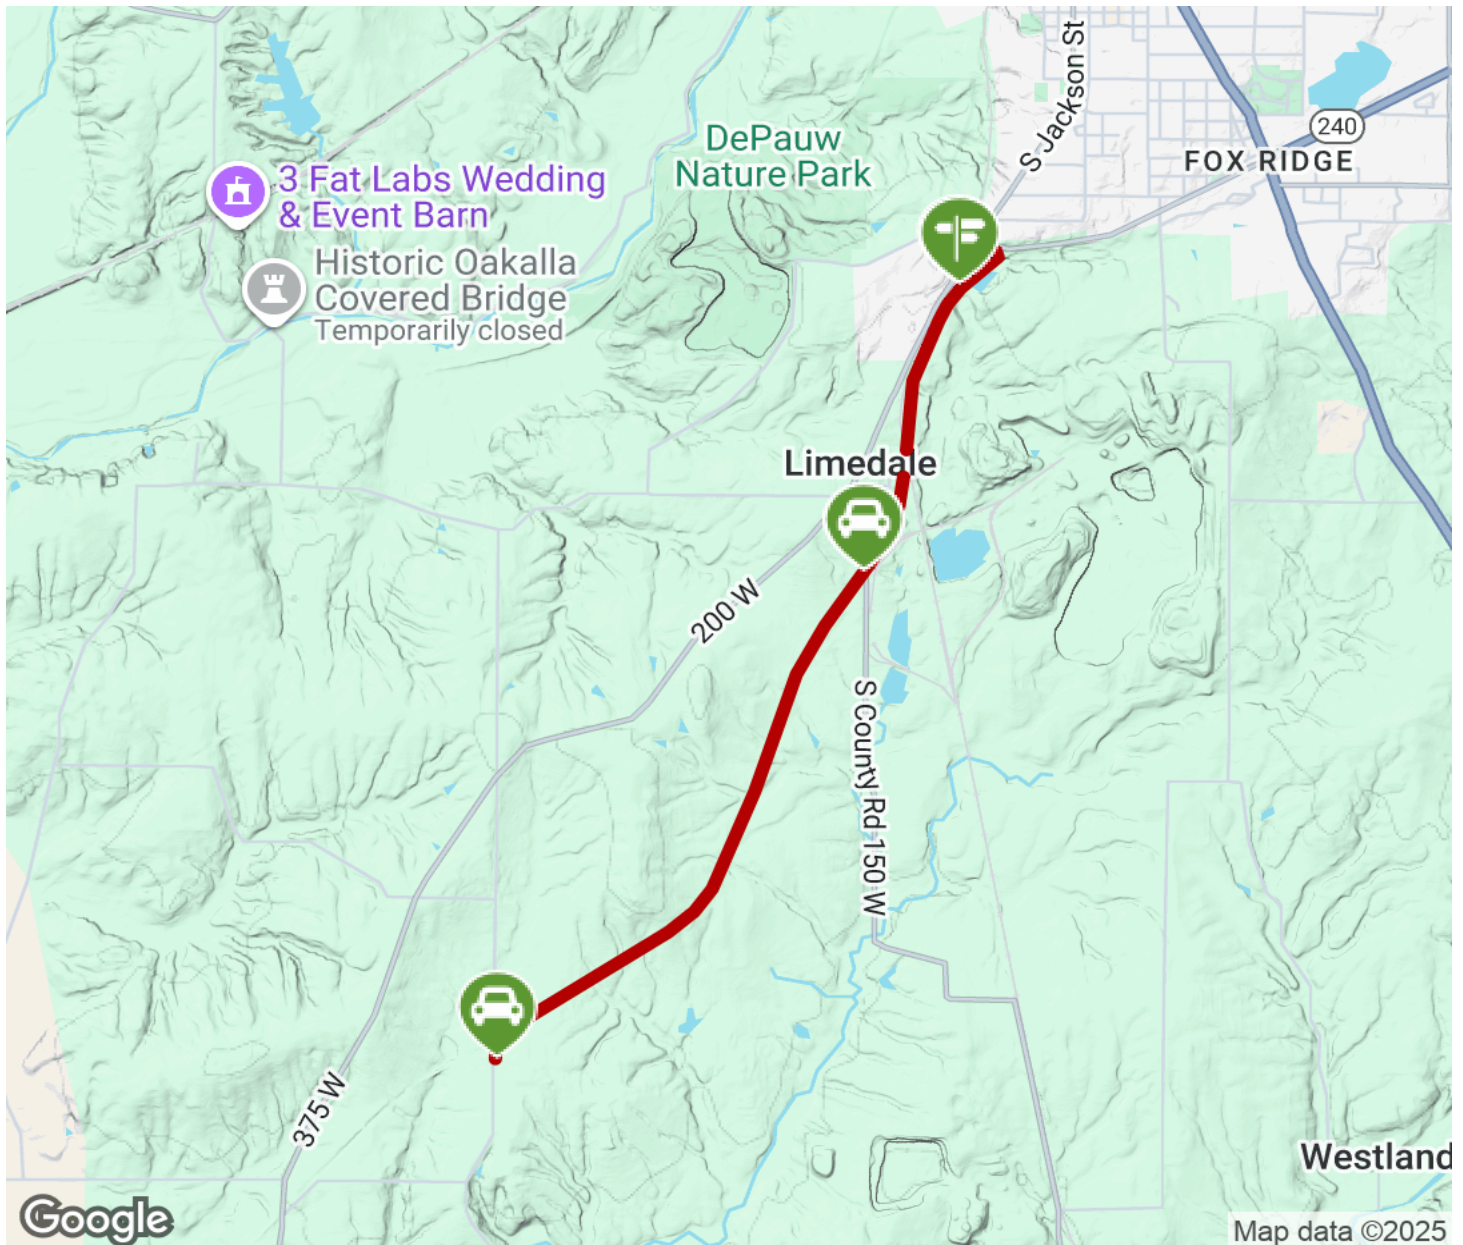 S Jackson St
240
FOX RIDGE
DePauw
Nature Park
3 Fat Labs Wedding
& Event Barn
Historic Oakalla
Covered Bridge
Temporarily closed
Limedale
200 W
S County Rd 150 W
375 W
Westland
Google
Map data ©2025